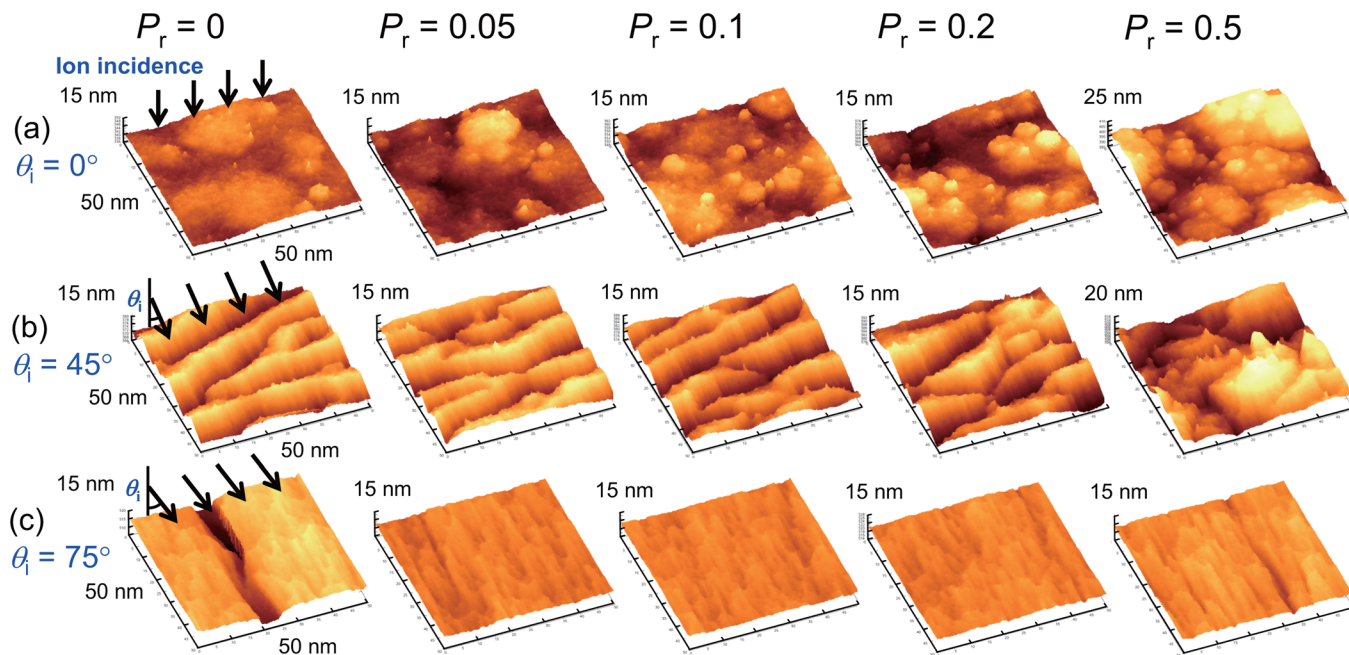 P_r = 0 P_r = 0.05 P_r = 0.1 P_r = 0.2 P_r = 0.5
Ion incidence
15 nm 15 nm 15 nm 15 nm 25 nm
(a)
θ_i = 0°
50 nm
50 nm
15 nm θ_i 15 nm 15 nm 15 nm 20 nm
(b)
θ_i = 45°
50 nm
50 nm
15 nm θ_i 15 nm 15 nm 15 nm 15 nm
(c)
θ_i = 75°
50 nm
50 nm